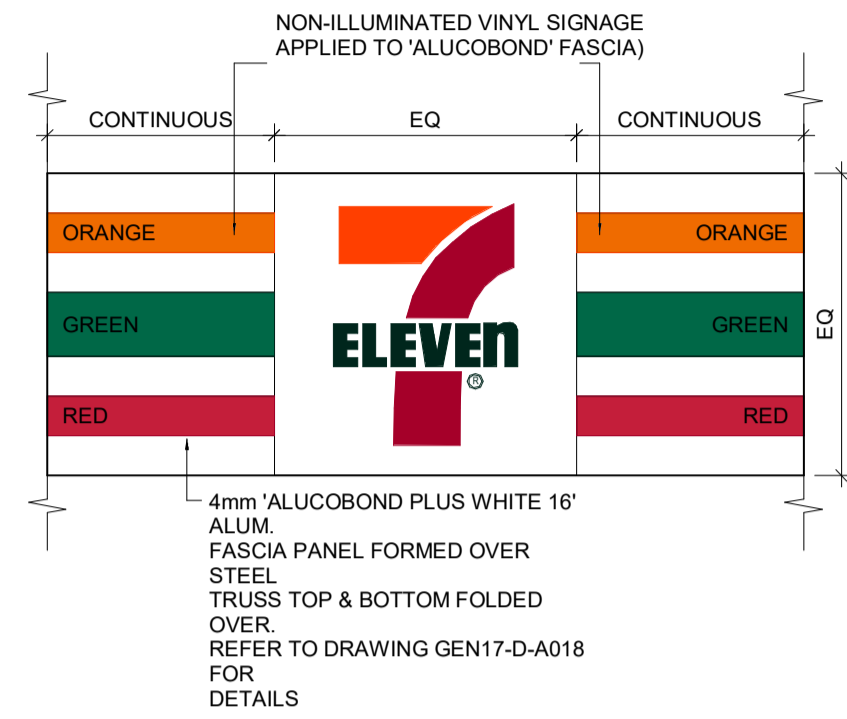 NON-ILLUMINATED VINYL SIGNAGE
APPLIED TO 'ALUCOBOND' FASCIA)
CONTINUOUS
EQ
CONTINUOUS
ORANGE
ORANGE
GREEN
GREEN
EQ
7
ELEVEn
®
RED
RED
4mm 'ALUCOBOND PLUS WHITE 16'
ALUM.
FASCIA PANEL FORMED OVER
STEEL
TRUSS TOP & BOTTOM FOLDED
OVER.
REFER TO DRAWING GEN17-D-A018
FOR
DETAILS